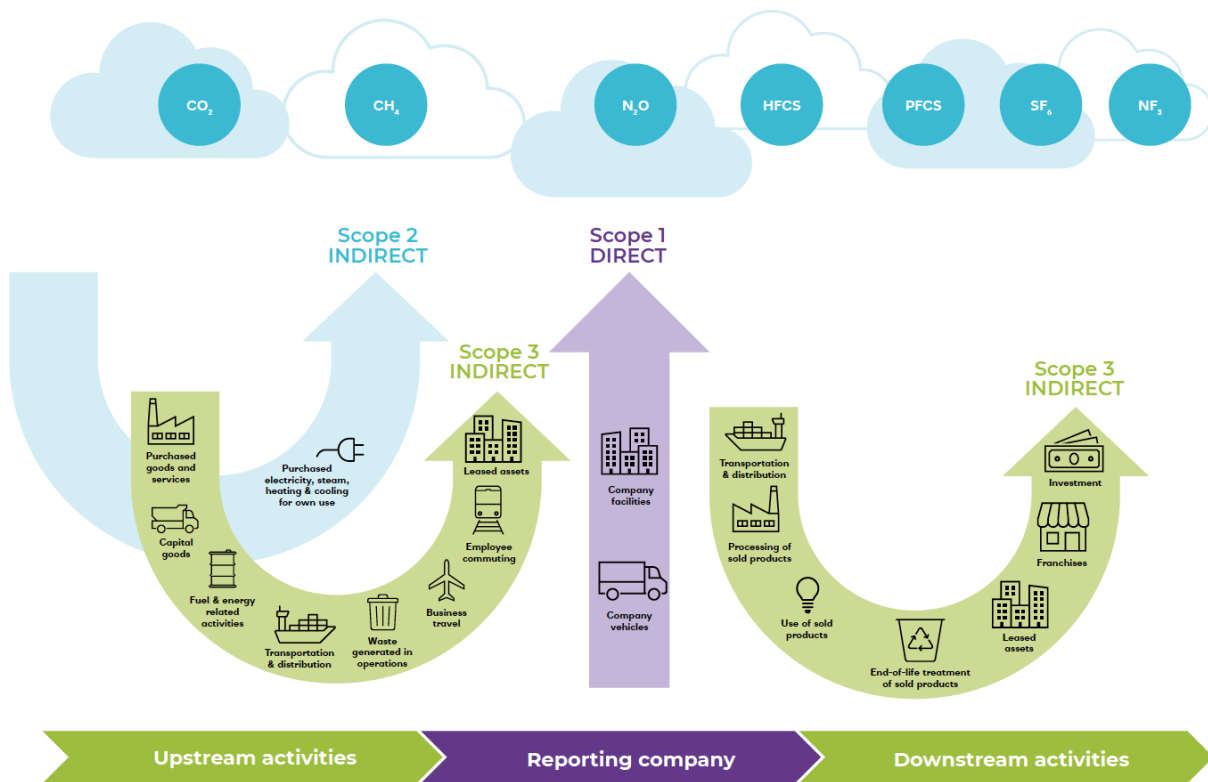 CO₂
CH₄
N₂O
HFCS
PFCS
SF₆
NF₃
Scope 2
INDIRECT
Scope 1
DIRECT
Scope 3
INDIRECT
Scope 3
INDIRECT
Purchased
goods and
services
Capital
goods
Fuel & energy
related
activities
Transportation
& distribution
Waste
generated in
operations
Business
travel
Employee
commuting
Leased assets
Purchased
electricity, steam,
heating & cooling
for own use
Company
facilities
Company
vehicles
Transportation
& distribution
Processing of
sold products
Use of sold
products
End-of-life treatment
of sold products
Leased
assets
Franchises
Investment
Upstream activities
Reporting company
Downstream activities